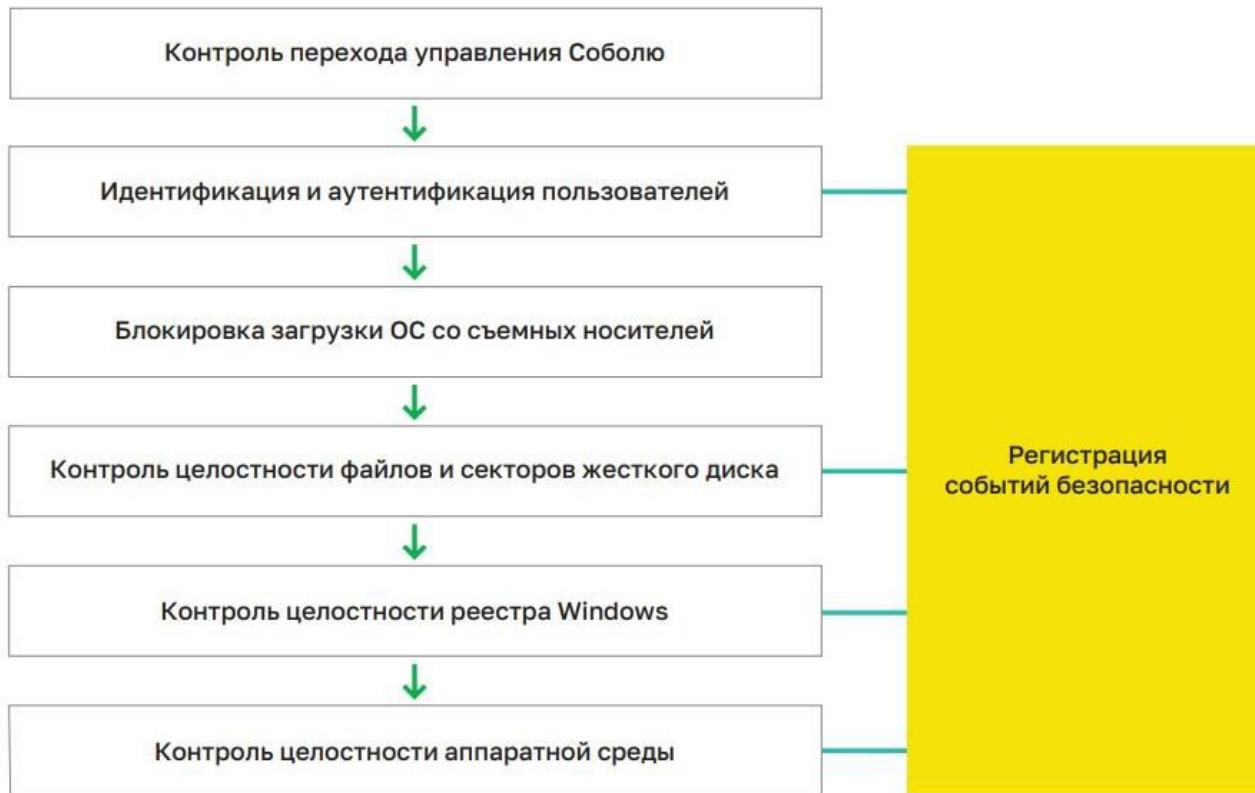 Контроль перехода управления Соболю
Идентификация и аутентификация пользователей
Блокировка загрузки ОС со съемных носителей
Контроль целостности файлов и секторов жесткого диска
Контроль целостности реестра Windows
Контроль целостности аппаратной среды
Регистрация
событий безопасности